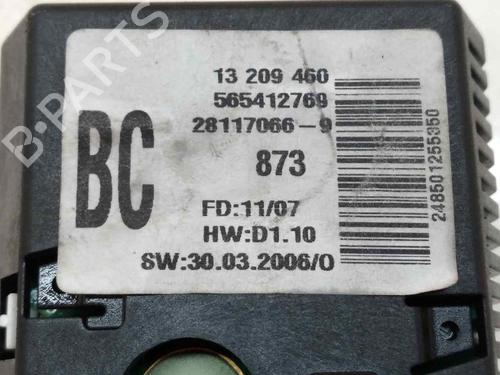 B-PARTS
BC
13 209 460
565412769
28117066-9
873
FD:11/07
HW:D1.10
SW:30.03.2006/0
248501255350